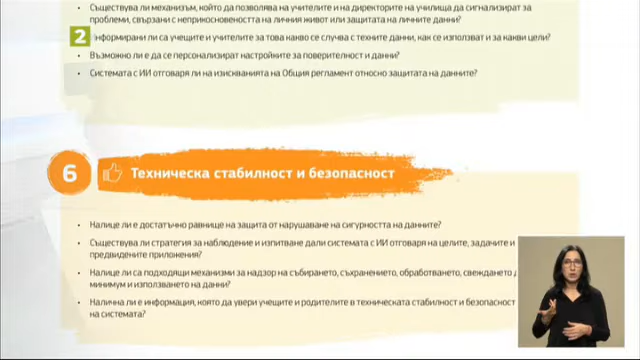 Съществува ли механизъм, който да позволява на учителите и на директорите на училища да сигнализират за
проблеми, свързани с неприкосновеността на личния живот или защитата на личните данни?
2
Информирани ли са учещите и учителите за това какво се случва с техните данни, как се използват и за какви цели?
Възможно ли е да се персонализират настройките за поверителност и данни?
Системата с ИИ отговаря ли на изискванията на Общия регламент относно защитата на данните?
6
Техническа стабилност и безопасност
Налице ли е достатъчно равнище на защита от нарушаване на сигурността на данните?
Съществува ли стратегия за наблюдение и изпитване дали системата с ИИ отговаря на целите, задачите и
предвидените приложения?
Налице ли са подходящи механизми за надзор на събирането, съхранението, обработването, свеждането д
минимум и използването на данни?
Налична ли е информация, която да увери учещите и родителите в техническата стабилност и безопасност
на системата?